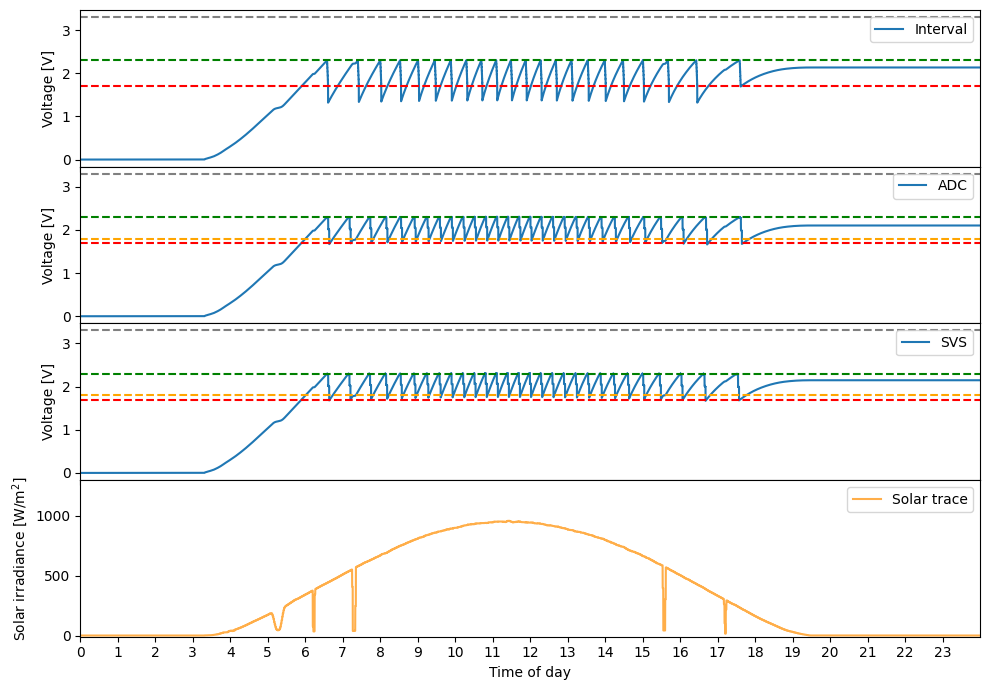 Voltage [V]
3
2
1
0
Interval
Voltage [V]
3
2
1
0
ADC
Voltage [V]
3
2
1
0
SVS
Solar irradiance [W/m²]
1000
500
0
Solar trace
0 1 2 3 4 5 6 7 8 9 10 11 12 13 14 15 16 17 18 19 20 21 22 23
Time of day